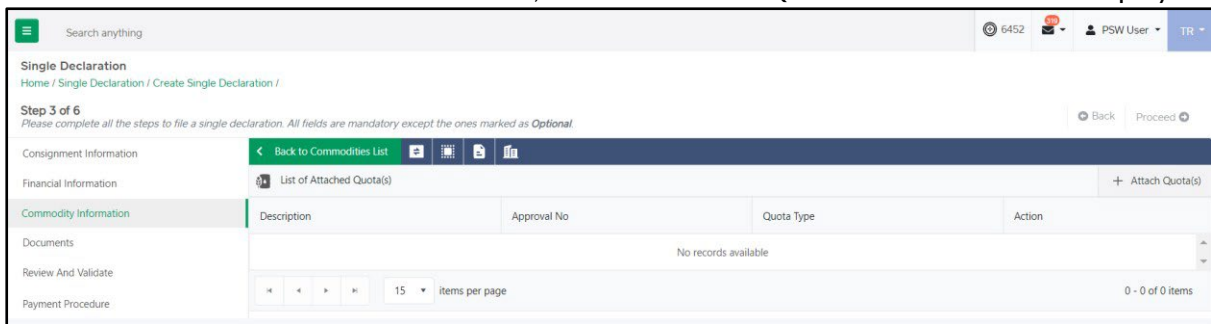 Search anything 6452 318 PSW User TR
Single Declaration
Home / Single Declaration / Create Single Declaration /
Step 3 of 6
Please complete all the steps to file a single declaration. All fields are mandatory except the ones marked as Optional.
Back Proceed
Consignment Information
Financial Information
Commodity Information
Documents
Review And Validate
Payment Procedure
Back to Commodities List
List of Attached Quota(s) + Attach Quota(s)
Description Approval No Quota Type Action
No records available
15 items per page 0 - 0 of 0 items